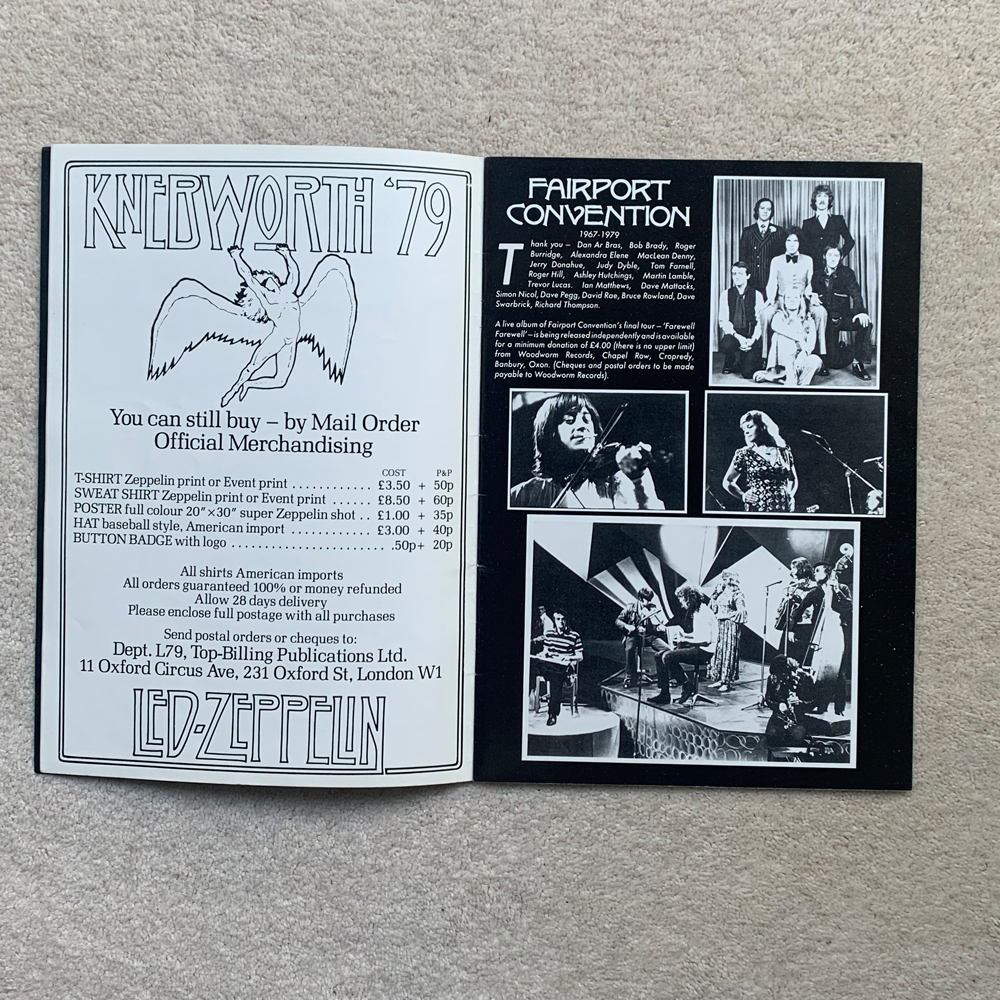 KNEBWORTH '79
You can still buy – by Mail Order
Official Merchandising
COST P&P
T-SHIRT Zeppelin print or Event print ............ £3.50 + 50p
SWEAT SHIRT Zeppelin print or Event print ...... £8.50 + 60p
POSTER full colour 20"×30" super Zeppelin shot .. £1.00 + 35p
HAT baseball style, American import ............ £3.00 + 40p
BUTTON BADGE with logo ..................... .50p+ 20p
All shirts American imports
All orders guaranteed 100% or money refunded
Allow 28 days delivery
Please enclose full postage with all purchases
Send postal orders or cheques to:
Dept. L79, Top-Billing Publications Ltd.
11 Oxford Circus Ave, 231 Oxford St, London W1
LED-ZEPPELIN
FAIRPORT
CONVENTION
1967-1979
Thank you – Dan Ar Bras, Bob Brady, Roger
Burridge, Alexandra Elene MacLean Denny,
Jerry Donahue, Judy Dyble, Tom Farnell,
Roger Hill, Ashley Hutchings, Martin Lamble,
Trevor Lucas. Ian Matthews, Dave Mattacks,
Simon Nicol, Dave Pegg, David Rae, Bruce Rowland, Dave
Swarbrick, Richard Thompson.
A live album of Fairport Convention's final tour – 'Farewell
Farewell' – is being released independently and is available
for a minimum donation of £4.00 (there is no upper limit)
from Woodworm Records, Chapel Row, Cropredy,
Banbury, Oxon. (Cheques and postal orders to be made
payable to Woodworm Records).